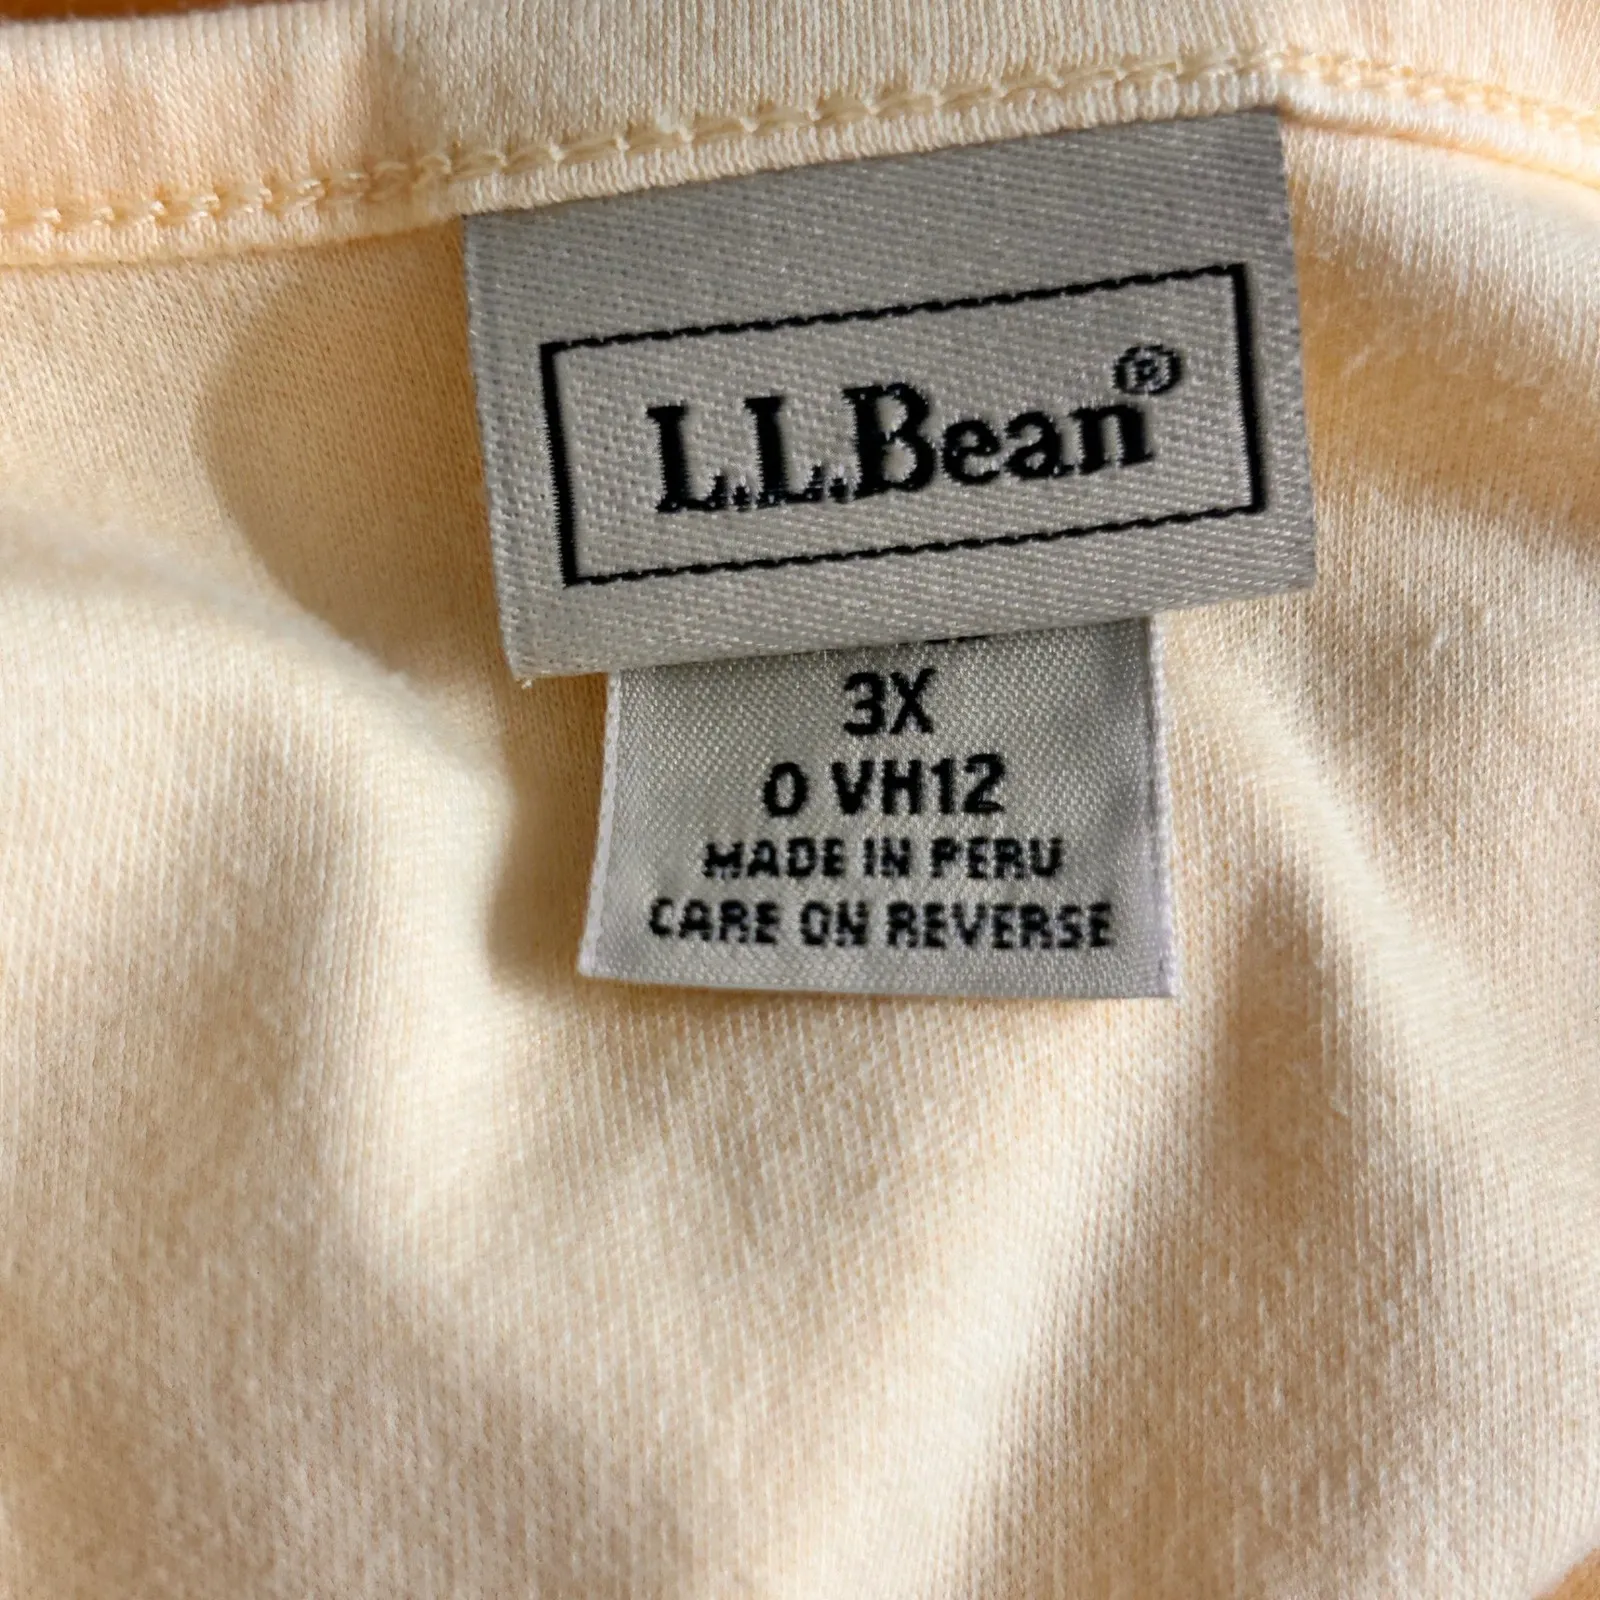 L.L.Bean®
3X
0 VH12
MADE IN PERU
CARE ON REVERSE